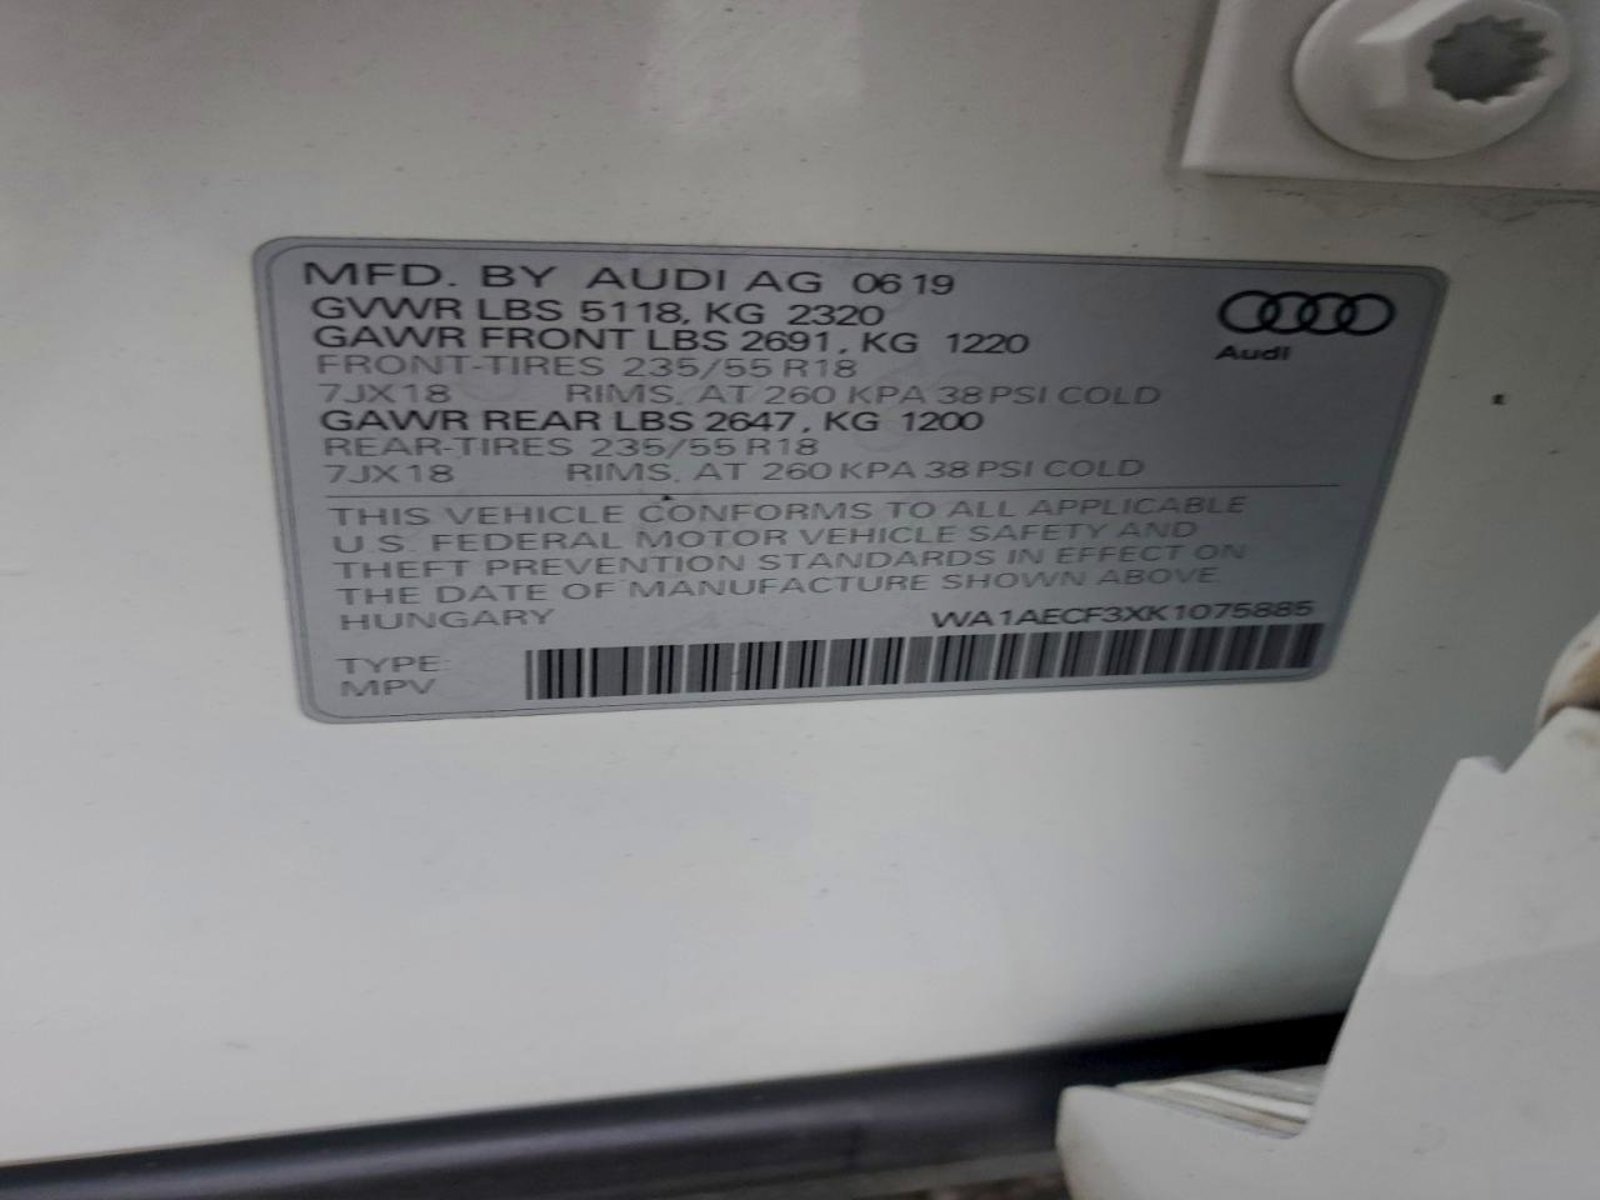 MFD. BY AUDI AG 06 19
GVWR LBS 5118, KG 2320
GAWR FRONT LBS 2691, KG 1220
FRONT-TIRES 235/55 R18
7JX18 RIMS, AT 260 KPA 38 PSI COLD
GAWR REAR LBS 2647, KG 1200
REAR-TIRES 235/55 R18
7JX18 RIMS, AT 260 KPA 38 PSI COLD
Audi
THIS VEHICLE CONFORMS TO ALL APPLICABLE
U.S. FEDERAL MOTOR VEHICLE SAFETY AND
THEFT PREVENTION STANDARDS IN EFFECT ON
THE DATE OF MANUFACTURE SHOWN ABOVE.
HUNGARY WA1AECF3XK1075885
TYPE:
MPV